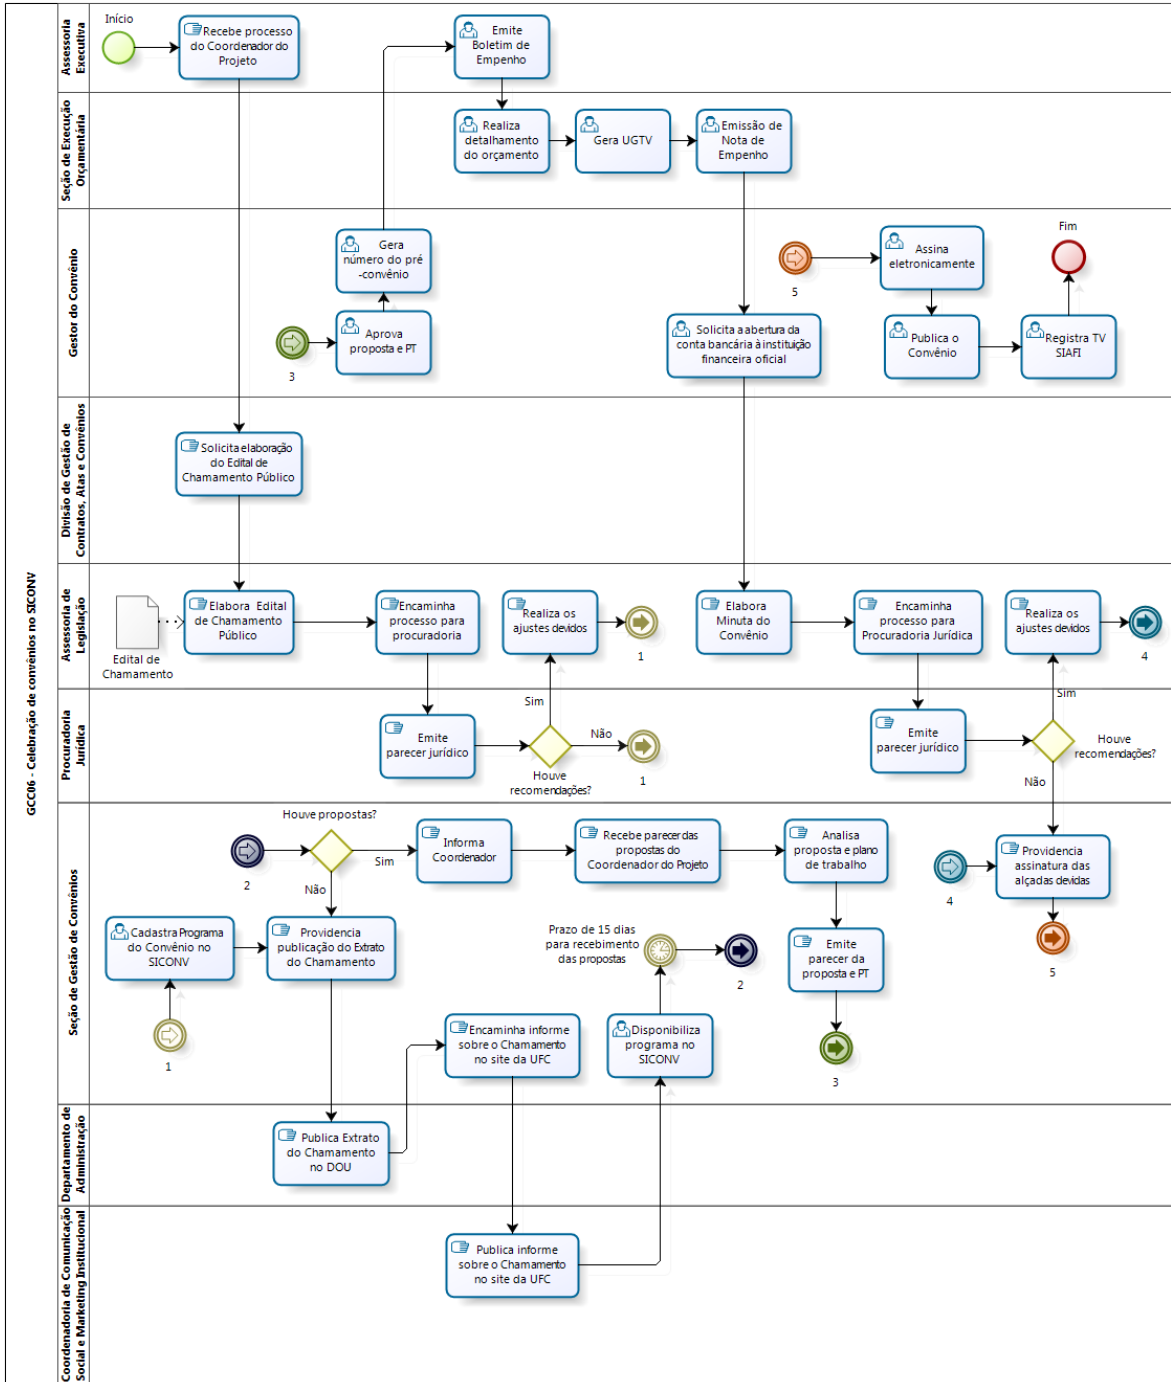 GCC06 - Celebração de convênios no SICONV
Assessoria
Executiva
Início
Recebe processo
do Coordenador do
Projeto
Emite
Boletim de
Empenho
Seção de Execução
Orçamentária
Realiza
detalhamento
do orçamento
Gera UGTV
Emissão de
Nota de
Empenho
Gestor do Convênio
Gera
número do pré
-convênio
Aprova
proposta e PT
3
Solicita a abertura da
conta bancária à instituição
financeira oficial
5
Assina
eletronicamente
Publica o
Convênio
Registra TV
SIAFI
Fim
Divisão de Gestão de
Contratos, Atas e Convênios
Solicita elaboração
do Edital de
Chamamento Público
Assessoria de
Legislação
Edital de
Chamamento
Elabora Edital
de Chamamento
Público
Encaminha
processo para
procuradoria
Realiza os
ajustes devidos
1
Elabora
Minuta do
Convênio
Encaminha
processo para
Procuradoria Jurídica
Realiza os
ajustes devidos
4
Procuradoria
Jurídica
Emite
parecer jurídico
Sim
Não
Houve
recomendações?
1
Emite
parecer jurídico
Sim
Houve
recomendações?
Não
Seção de Gestão de Convênios
Houve propostas?
2
Sim
Não
Informa
Coordenador
Recebe parecer das
propostas do
Coordenador do Projeto
Analisa
proposta e plano
de trabalho
4
Providencia
assinatura das
alçadas devidas
5
Cadastra Programa
do Convênio no
SICONV
Providencia
publicação do Extrato
do Chamamento
Prazo de 15 dias
para recebimento
das propostas
2
Emite
parecer da
proposta e PT
1
Encaminha informe
sobre o Chamamento
no site da UFC
Disponibiliza
programa no
SICONV
3
Departamento de
Administração
Publica Extrato
do Chamamento
no DOU
Coordenadoria de Comunicação
Social e Marketing Institucional
Publica informe
sobre o Chamamento
no site da UFC